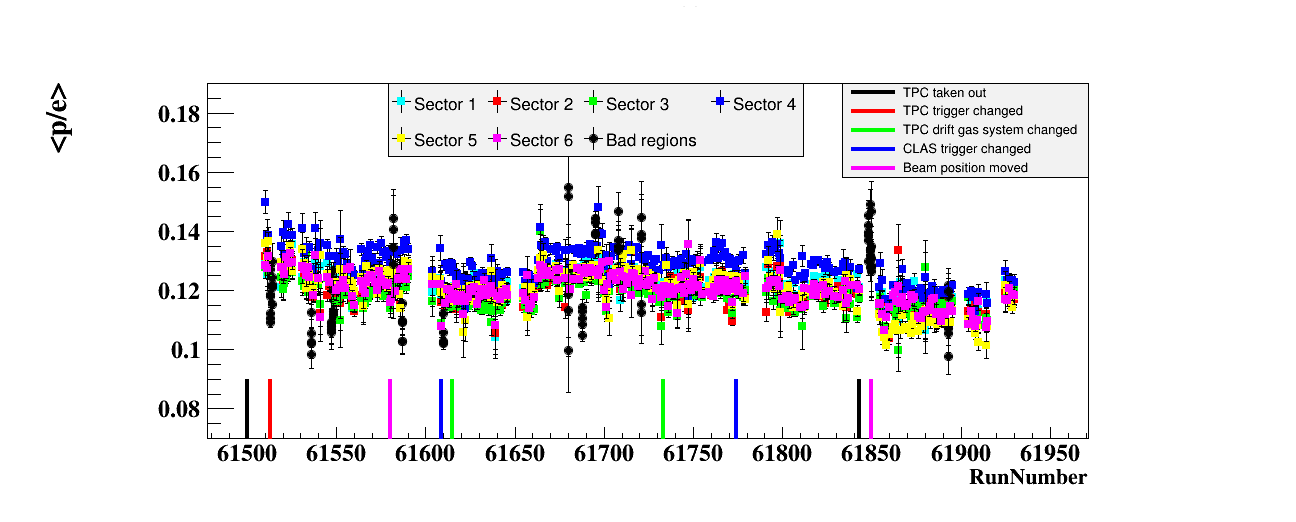 <p/e>
0.18
0.16
0.14
0.12
0.1
0.08
Sector 1 Sector 2 Sector 3 Sector 4
Sector 5 Sector 6 Bad regions
TPC taken out
TPC trigger changed
TPC drift gas system changed
CLAS trigger changed
Beam position moved
61500 61550 61600 61650 61700 61750 61800 61850 61900 61950
RunNumber